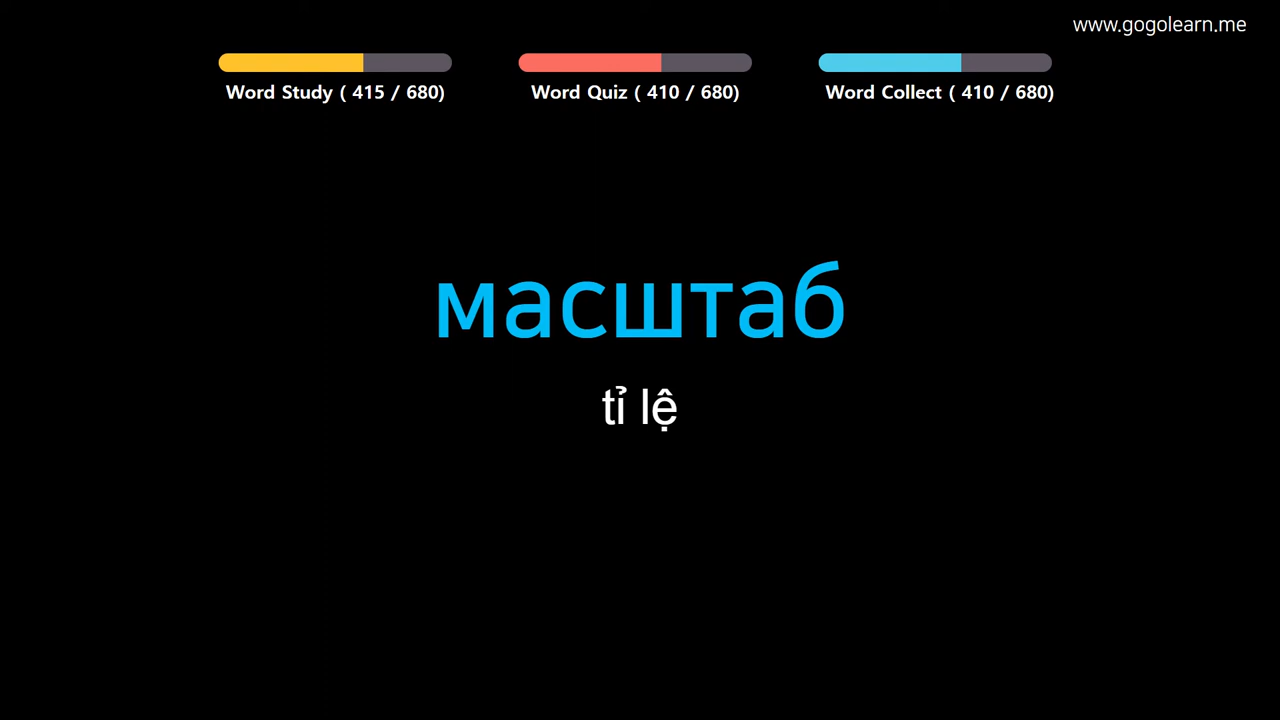 www.gogolearn.me
Word Study ( 415 / 680)
Word Quiz ( 410 / 680)
Word Collect ( 410 / 680)
масштаб
tỉ lệ